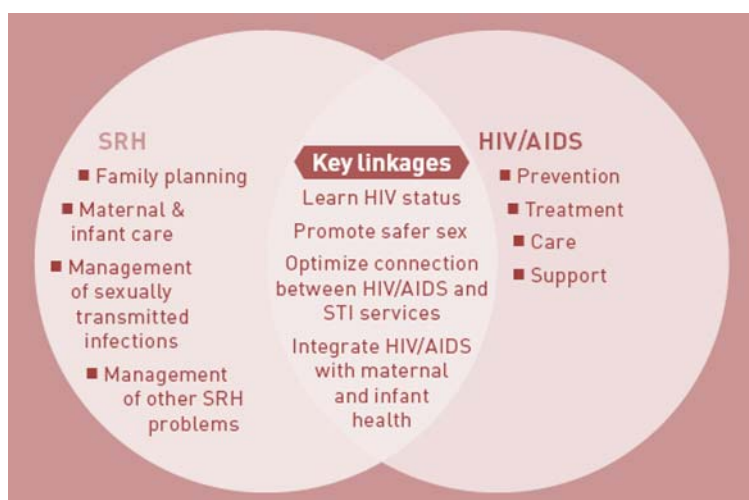 SRH
■ Family planning
■ Maternal &
infant care
■ Management
of sexually
transmitted
infections
■ Management
of other SRH
problems
Key linkages
Learn HIV status
Promote safer sex
Optimize connection
between HIV/AIDS and
STI services
Integrate HIV/AIDS
with maternal
and infant
health
HIV/AIDS
■ Prevention
■ Treatment
■ Care
■ Support